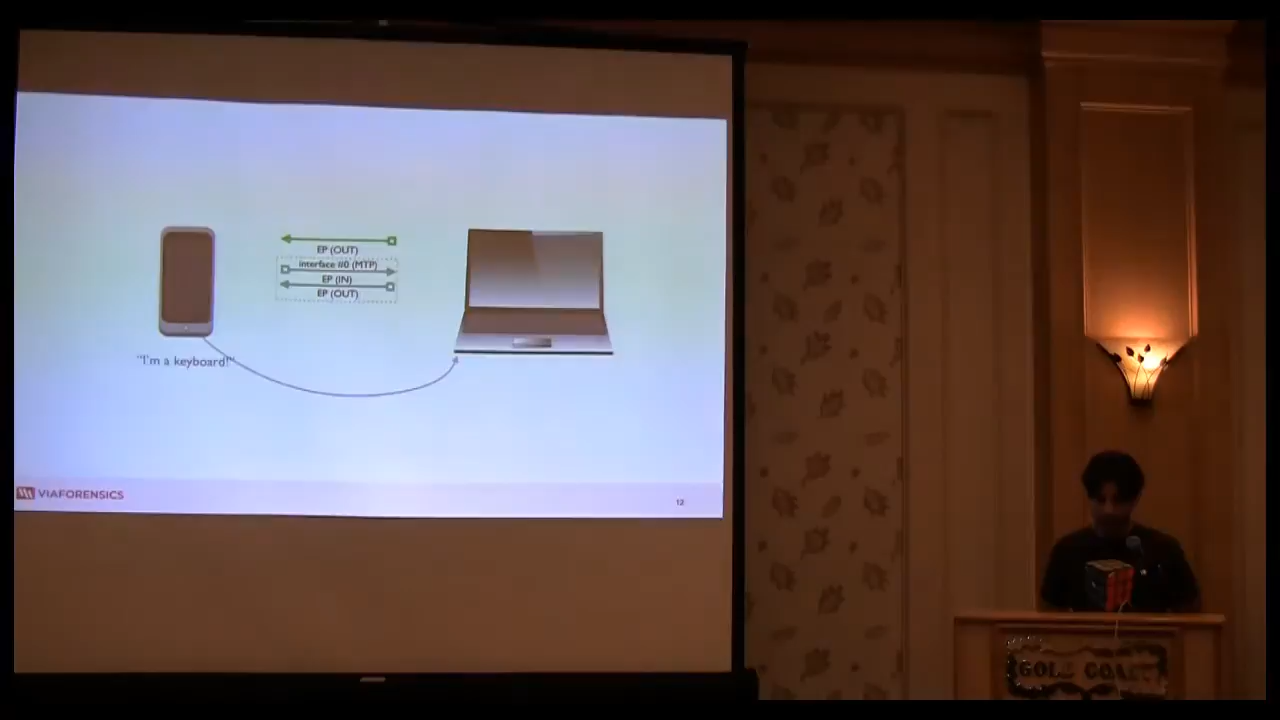 EP (OUT)
interface #0 (MTP)
EP (IN)
EP (OUT)
"I'm a keyboard!"
VIAFORENSICS
12
GOLD COAST